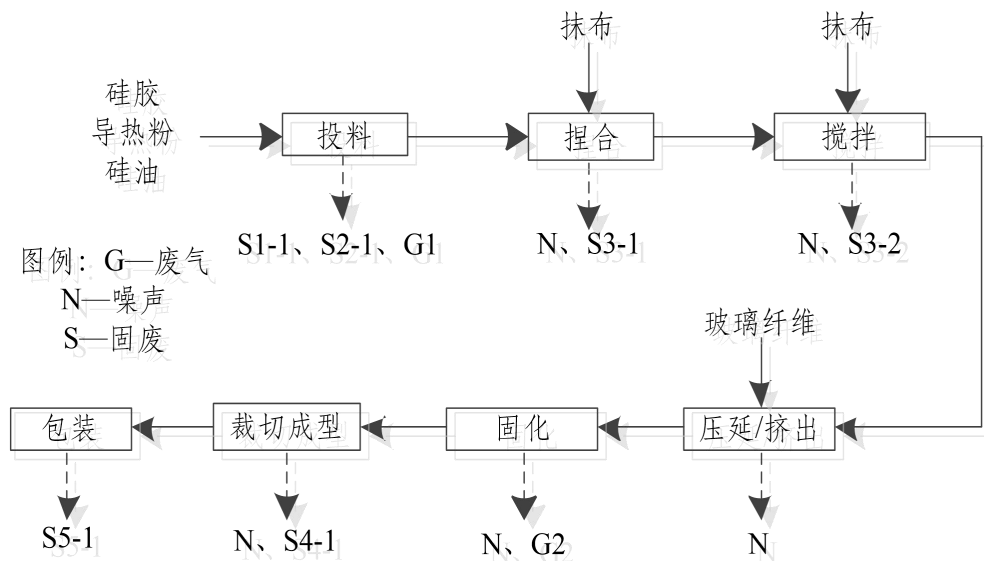 抹布
抹布
硅胶
导热粉
硅油
投料
捏合
搅拌
S1-1、S2-1、G1
N、S3-1
N、S3-2
图例：G—废气
N—噪声
S—固废
玻璃纤维
包装
裁切成型
固化
压延/挤出
S5-1
N、S4-1
N、G2
N